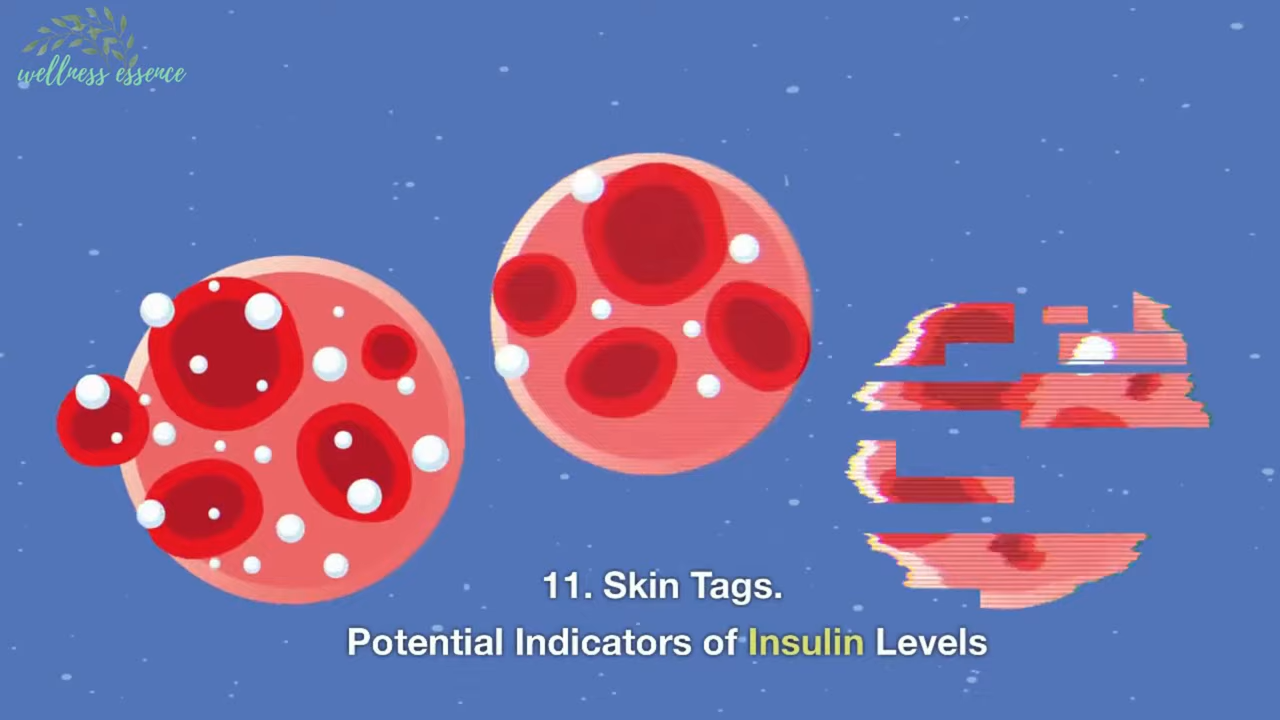 wellness essence
11. Skin Tags.
Potential Indicators of Insulin Levels